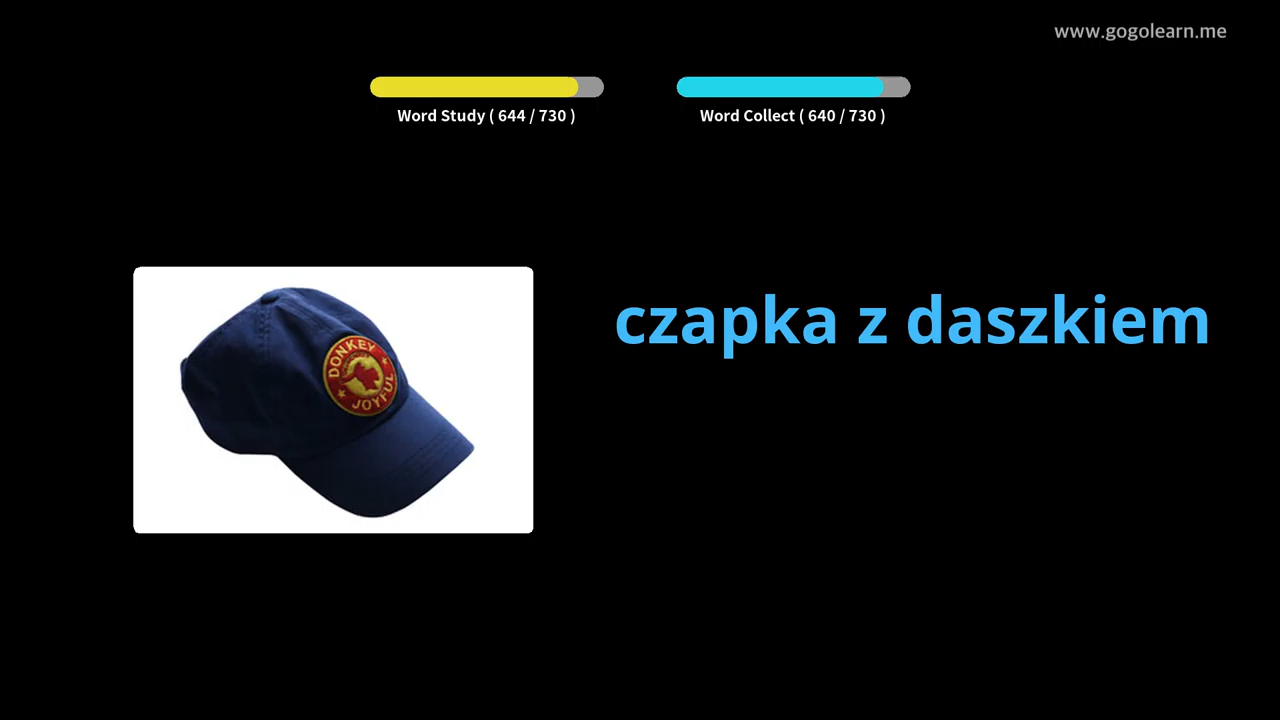 www.gogolearn.me
Word Study ( 644 / 730 )
Word Collect ( 640 / 730 )
czapka z daszkiem
DONKEY
JOYFUL